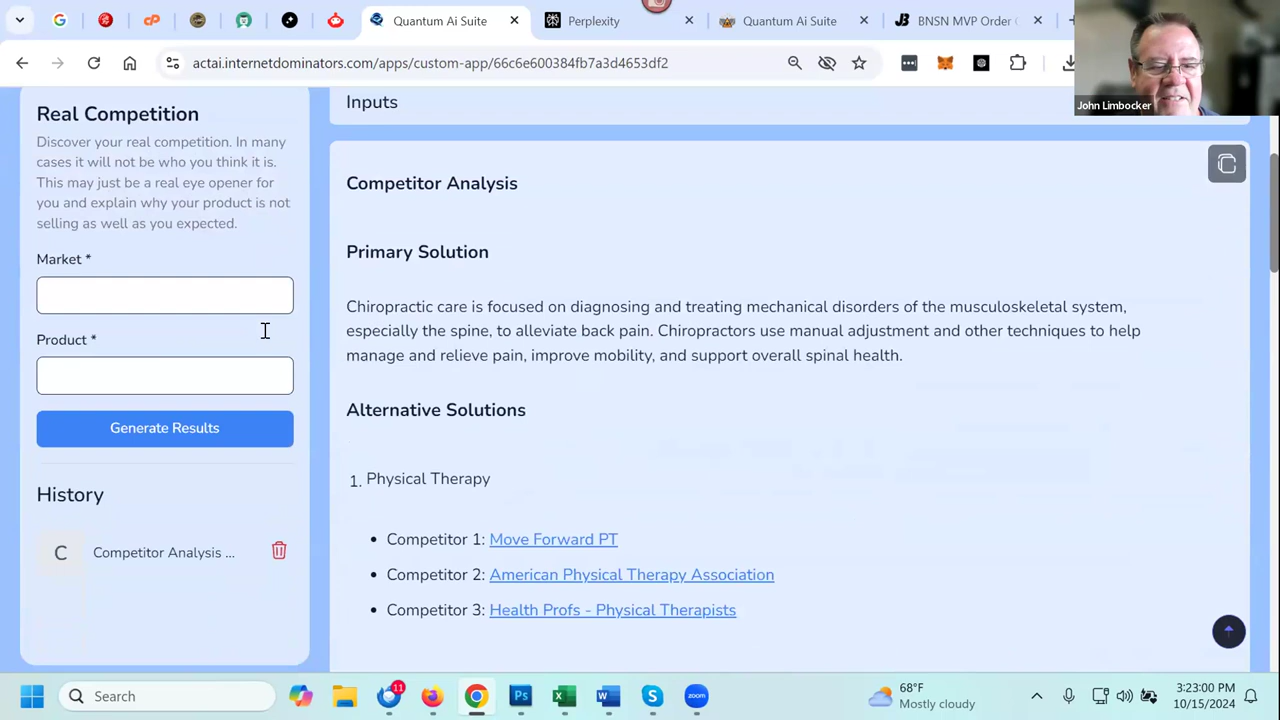 Quantum Ai Suite
Perplexity
Quantum Ai Suite
BNSN MVP Order
actai.internetdominators.com/apps/custom-app/66c6e600384fb7a3d4653df2
John Limbocker
Real Competition
Discover your real competition. In many
cases it will not be who you think it is.
This may just be a real eye opener for
you and explain why your product is not
selling as well as you expected.
Market *
Product *
Generate Results
History
C
Competitor Analysis ...
Inputs
Competitor Analysis
Primary Solution
Chiropractic care is focused on diagnosing and treating mechanical disorders of the musculoskeletal system,
especially the spine, to alleviate back pain. Chiropractors use manual adjustment and other techniques to help
manage and relieve pain, improve mobility, and support overall spinal health.
Alternative Solutions
1. Physical Therapy
• Competitor 1: Move Forward PT
• Competitor 2: American Physical Therapy Association
• Competitor 3: Health Profs - Physical Therapists
Search
11
zoom
68°F
Mostly cloudy
3:23:00 PM
10/15/2024